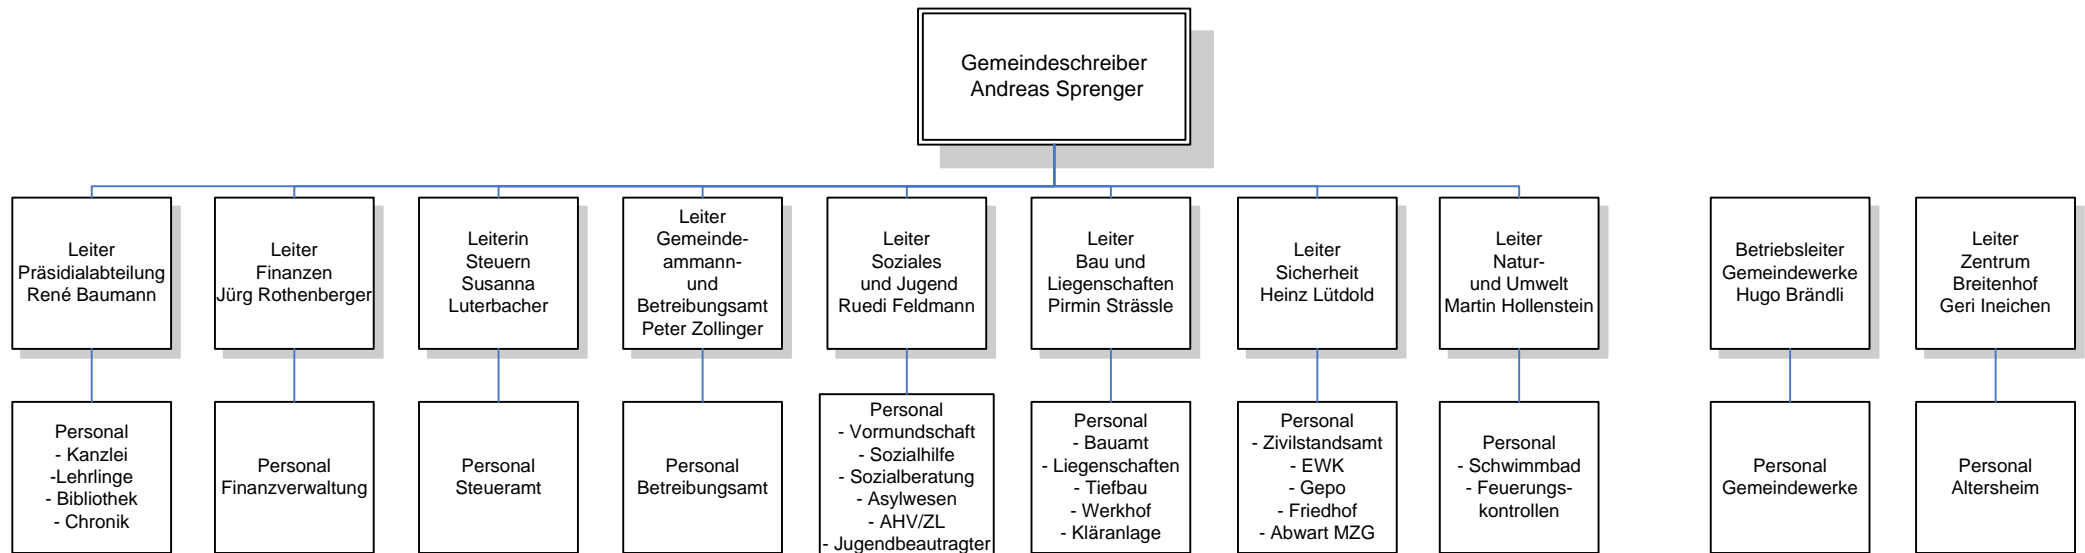 Gemeindeschreiber
Andreas Sprenger
Leiter
Präsidialabteilung
René Baumann
Leiter
Finanzen
Jürg Rothenberger
Leiterin
Steuern
Susanna
Luterbacher
Leiter
Gemeinde-
ammann-
und
Betreibungsamt
Peter Zollinger
Leiter
Soziales
und Jugend
Ruedi Feldmann
Leiter
Bau und
Liegenschaften
Pirmin Strässle
Leiter
Sicherheit
Heinz Lütdold
Leiter
Natur-
und Umwelt
Martin Hollenstein
Betriebsleiter
Gemeindewerke
Hugo Brändli
Leiter
Zentrum
Breitenhof
Geri Ineichen
Personal
- Kanzlei
-Lehrlinge
- Bibliothek
- Chronik
Personal
Finanzverwaltung
Personal
Steueramt
Personal
Betreibungsamt
Personal
- Vormundschaft
- Sozialhilfe
- Sozialberatung
- Asylwesen
- AHV/ZL
- Jugendbeautragter
Personal
- Bauamt
- Liegenschaften
- Tiefbau
- Werkhof
- Kläranlage
Personal
- Zivilstandsamt
- EWK
- Gepo
- Friedhof
- Abwart MZG
Personal
- Schwimmbad
- Feuerungs-
kontrollen
Personal
Gemeindewerke
Personal
Altersheim